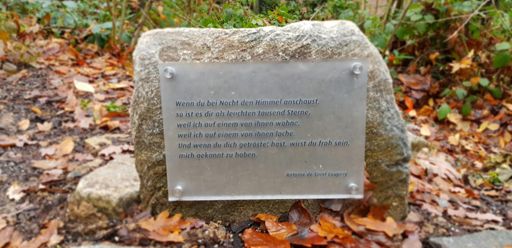 Wenn du bei Nacht den Himmel anschaust,
so ist es dir als leuchten tausend Sterne,
weil ich auf einem von ihnen wohne,
weil ich auf einem von ihnen lache.
Und wenn du dich getröstet hast, wirst du froh sein,
mich gekannt zu haben.
Antoine de Saint Exupery